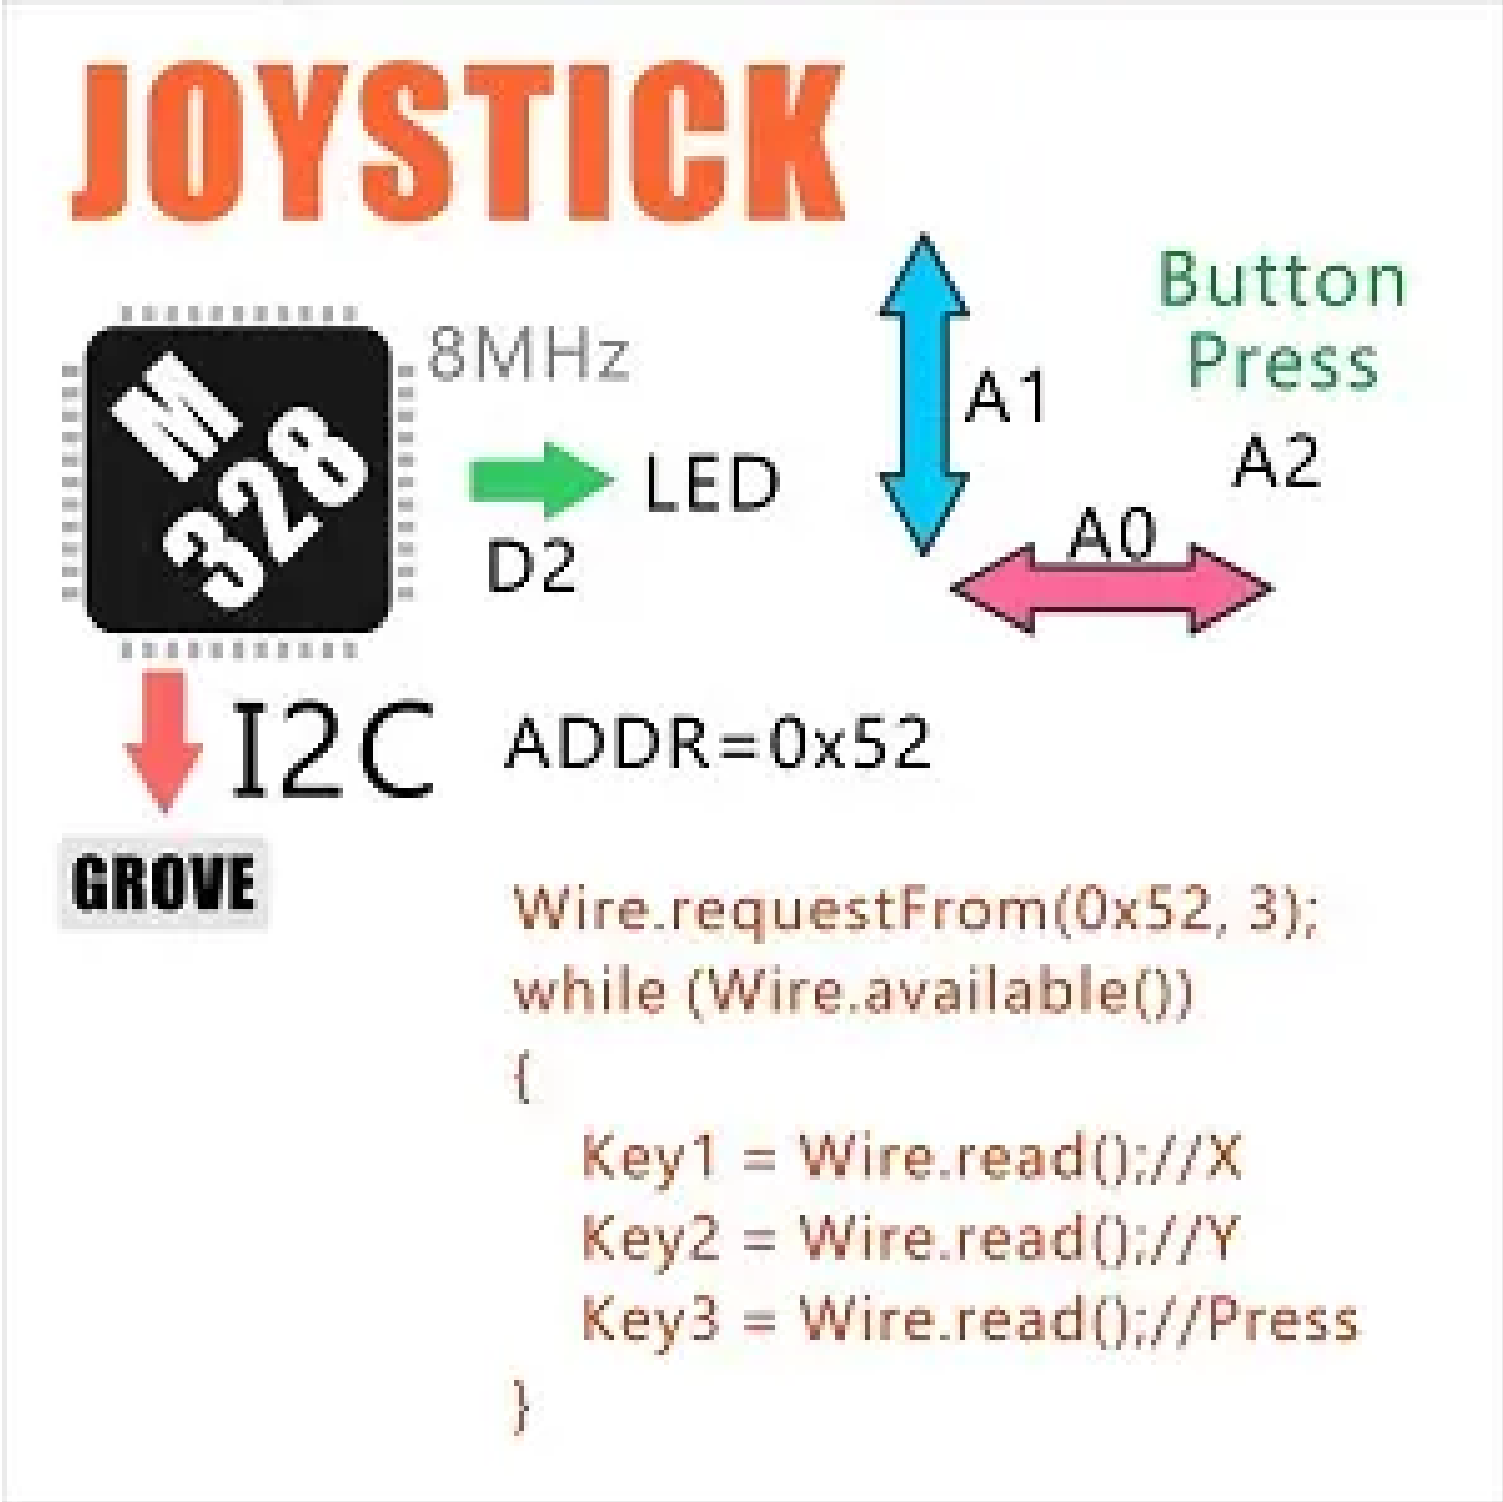 JOYSTICK
M
328
8MHz
LED
D2
A1
Button
Press
A2
A0
I2C
ADDR=0x52
GROVE
Wire.requestFrom(0x52, 3);
while (Wire.available())
{
Key1 = Wire.read();//X
Key2 = Wire.read();//Y
Key3 = Wire.read();//Press
}